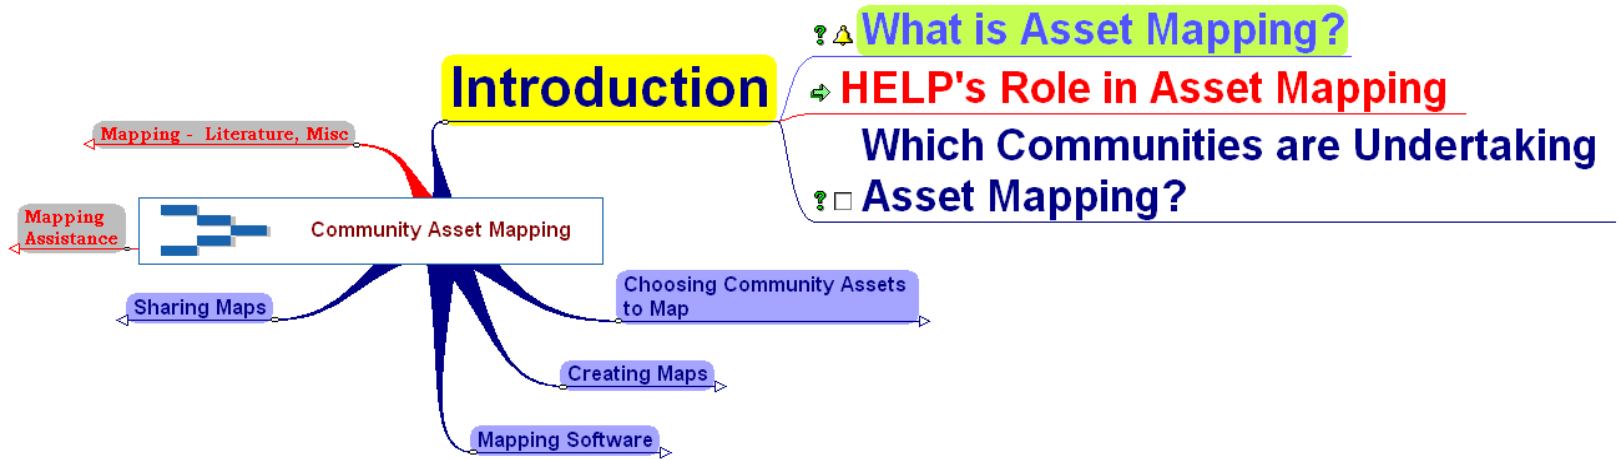 What is Asset Mapping?
Introduction
HELP's Role in Asset Mapping
Which Communities are Undertaking
Asset Mapping?
Mapping - Literature, Misc
Mapping
Assistance
Community Asset Mapping
Sharing Maps
Choosing Community Assets
to Map
Creating Maps
Mapping Software